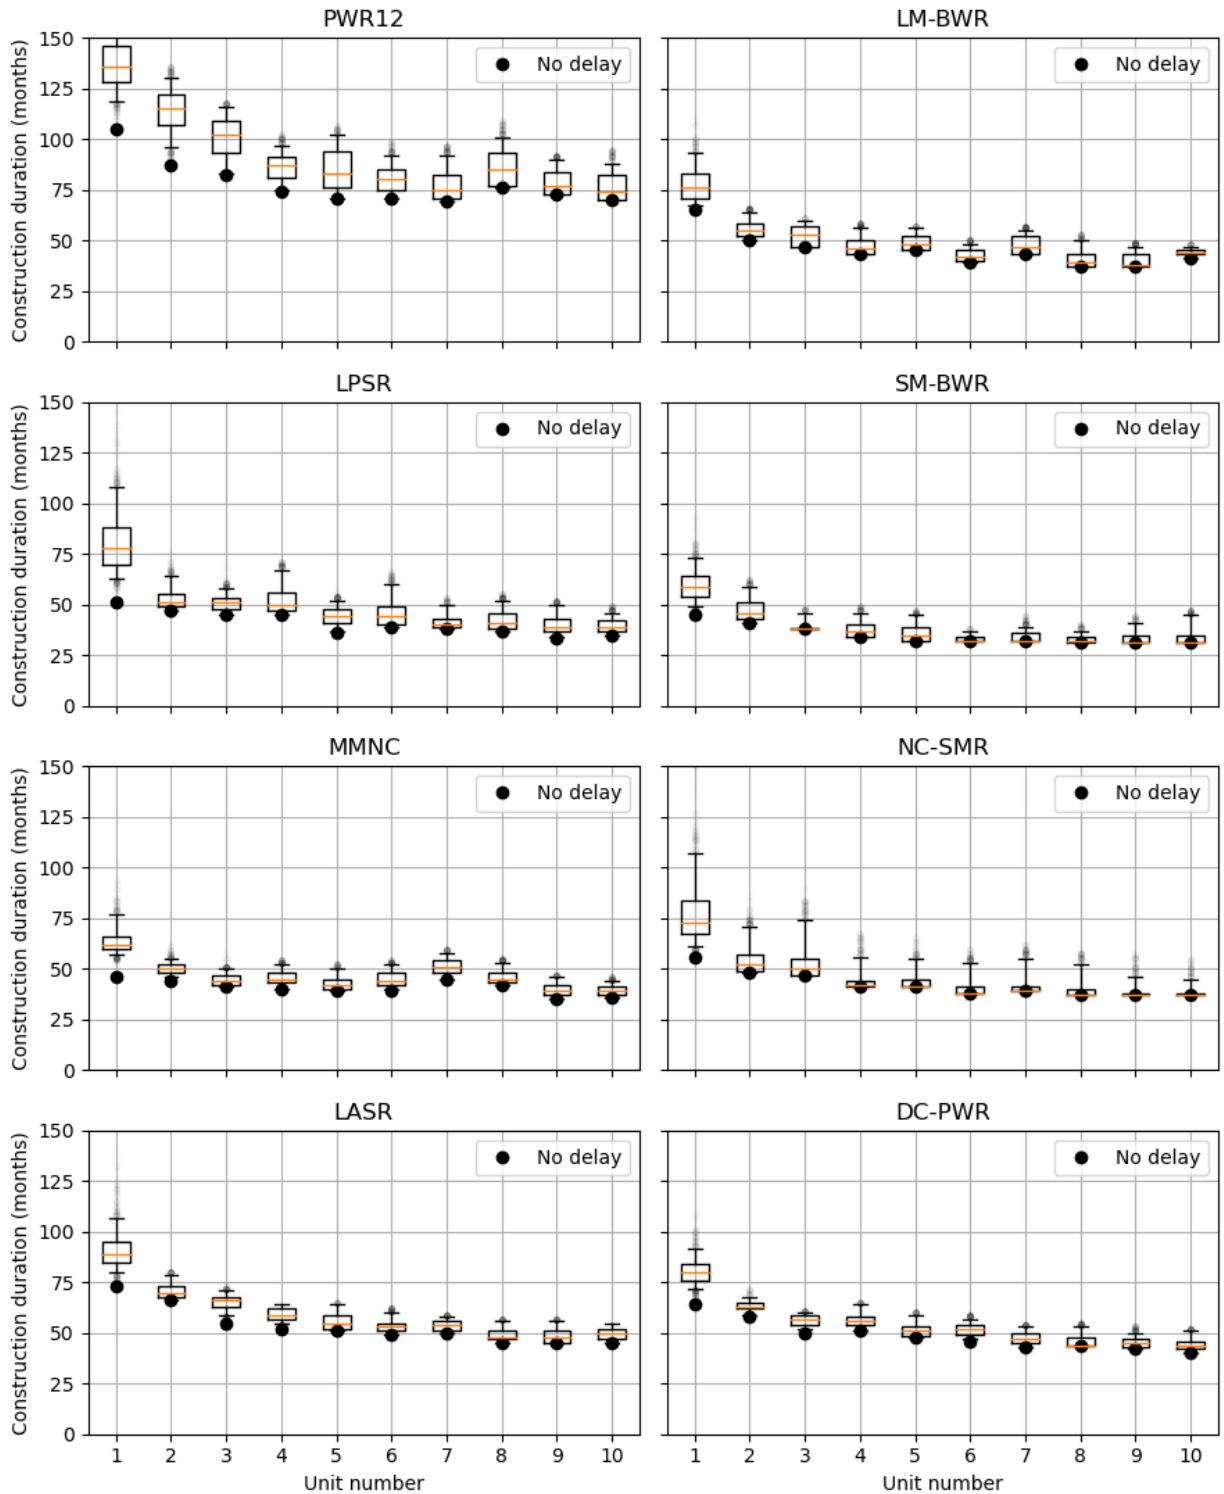 PWR12
LM-BWR
Construction duration (months)
150
125
100
75
50
25
0
No delay
No delay
LPSR
SM-BWR
Construction duration (months)
150
125
100
75
50
25
0
No delay
No delay
MMNC
NC-SMR
Construction duration (months)
150
125
100
75
50
25
0
No delay
No delay
LASR
DC-PWR
Construction duration (months)
150
125
100
75
50
25
0
No delay
No delay
1 2 3 4 5 6 7 8 9 10
1 2 3 4 5 6 7 8 9 10
Unit number
Unit number